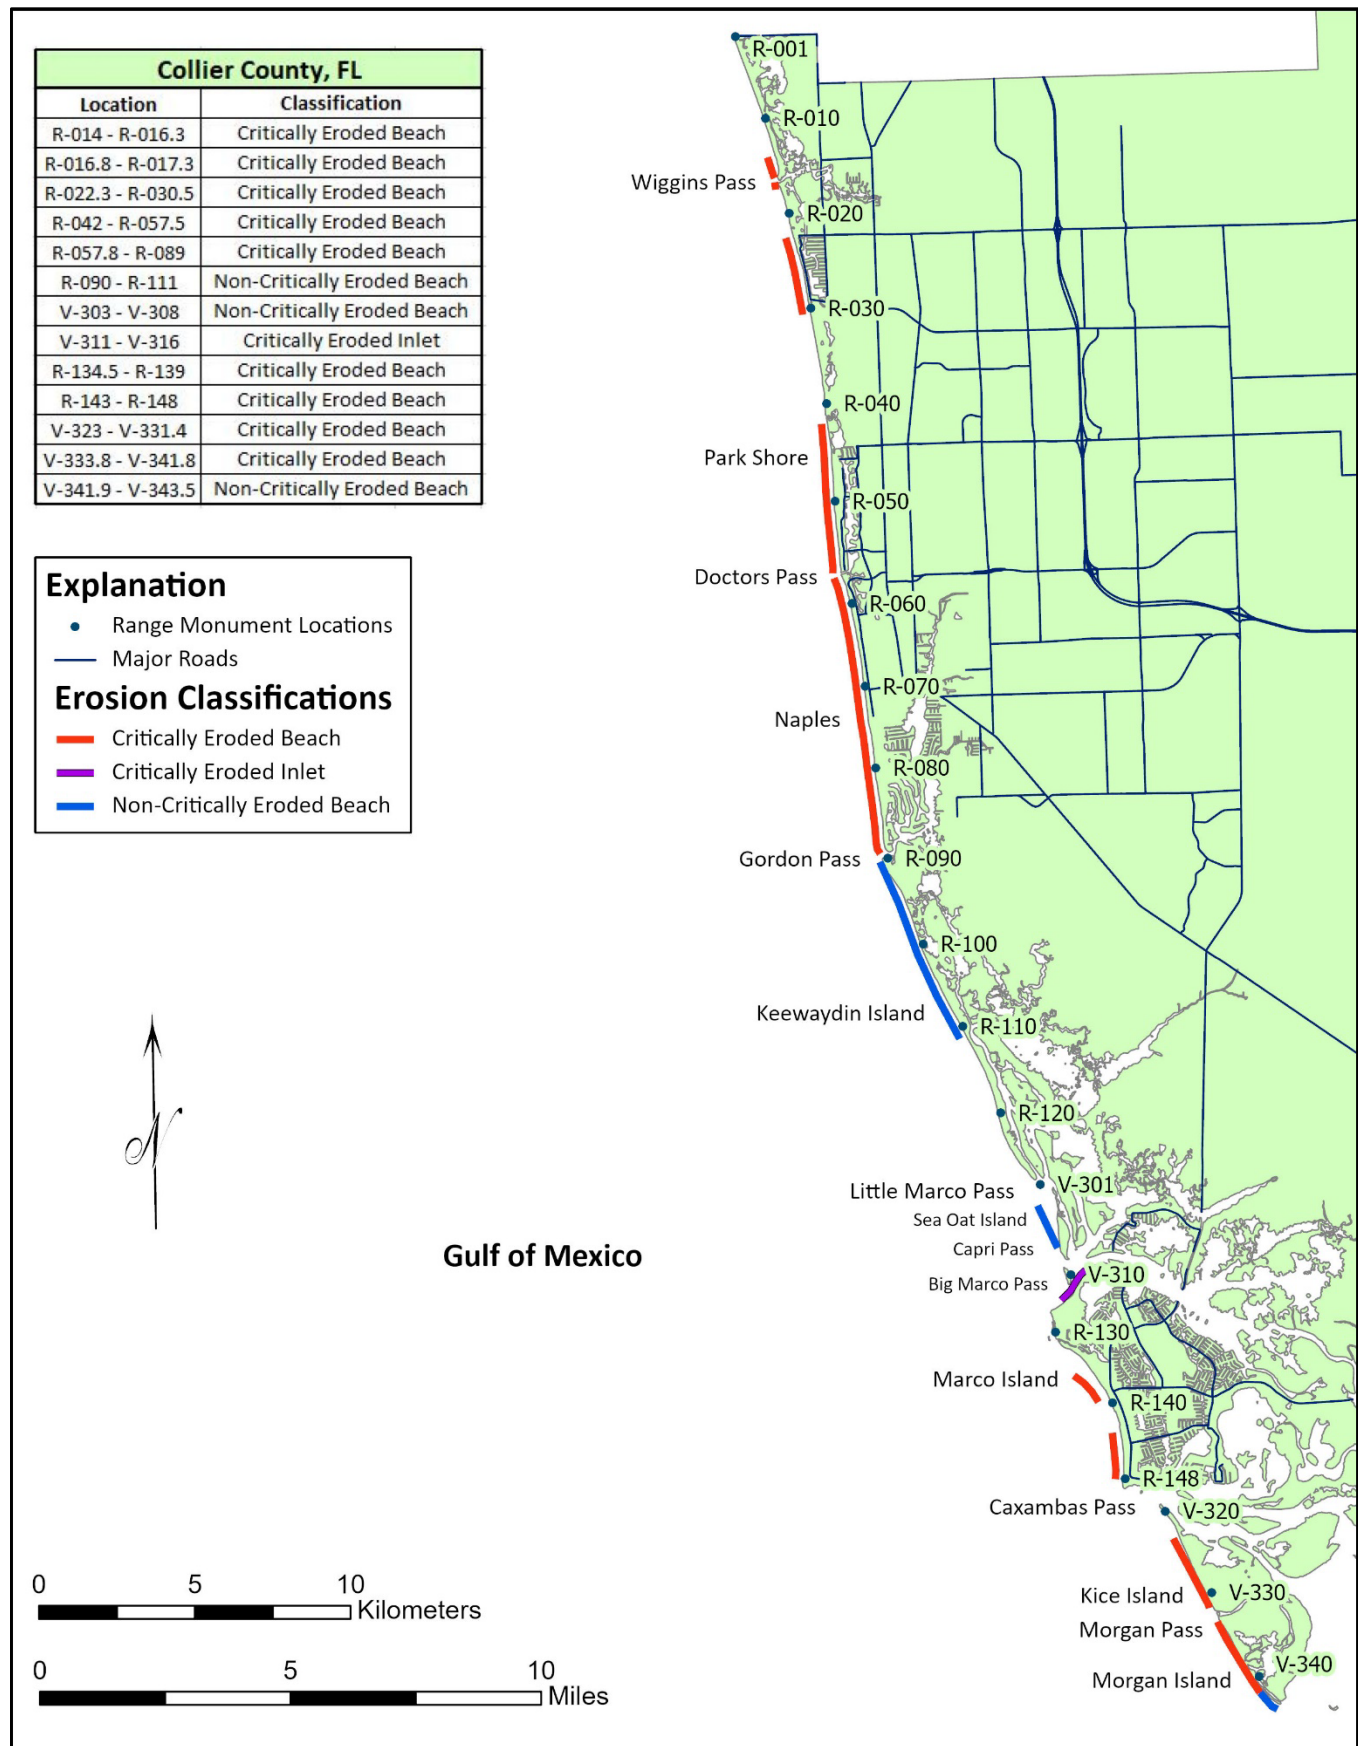 Collier County, FL
Location Classification
R-014 - R-016.3 Critically Eroded Beach
R-016.8 - R-017.3 Critically Eroded Beach
R-022.3 - R-030.5 Critically Eroded Beach
R-042 - R-057.5 Critically Eroded Beach
R-057.8 - R-089 Critically Eroded Beach
R-090 - R-111 Non-Critically Eroded Beach
V-303 - V-308 Non-Critically Eroded Beach
V-311 - V-316 Critically Eroded Inlet
R-134.5 - R-139 Critically Eroded Beach
R-143 - R-148 Critically Eroded Beach
V-323 - V-331.4 Critically Eroded Beach
V-333.8 - V-341.8 Critically Eroded Beach
V-341.9 - V-343.5 Non-Critically Eroded Beach
Explanation
Range Monument Locations
Major Roads
Erosion Classifications
Critically Eroded Beach
Critically Eroded Inlet
Non-Critically Eroded Beach
R-001
R-010
Wiggins Pass
R-020
R-030
R-040
Park Shore
R-050
Doctors Pass
R-060
R-070
Naples
R-080
Gordon Pass
R-090
R-100
Keewaydin Island
R-110
R-120
Little Marco Pass
V-301
Sea Oat Island
Capri Pass
Big Marco Pass
V-310
R-130
Marco Island
R-140
R-148
Caxambas Pass
V-320
Kice Island
V-330
Morgan Pass
V-340
Morgan Island
N
Gulf of Mexico
0 5 10
Kilometers
0 5 10
Miles